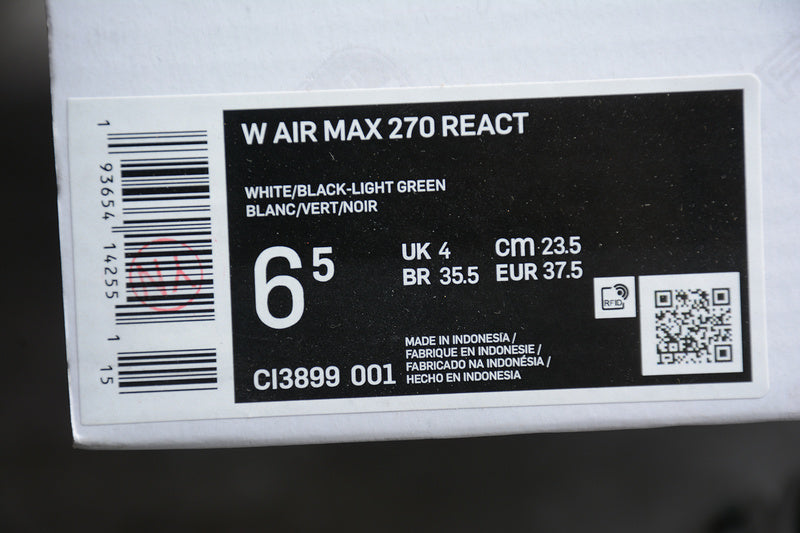 W AIR MAX 270 REACT
WHITE/BLACK-LIGHT GREEN
BLANC/VERT/NOIR
6 5
UK 4 cm 23.5
BR 35.5 EUR 37.5
CI3899 001
MADE IN INDONESIA /
FABRIQUE EN INDONESIE /
FABRICADO NA INDONÉSIA /
HECHO EN INDONESIA
RFID
1 93654 14255 1 15
NX